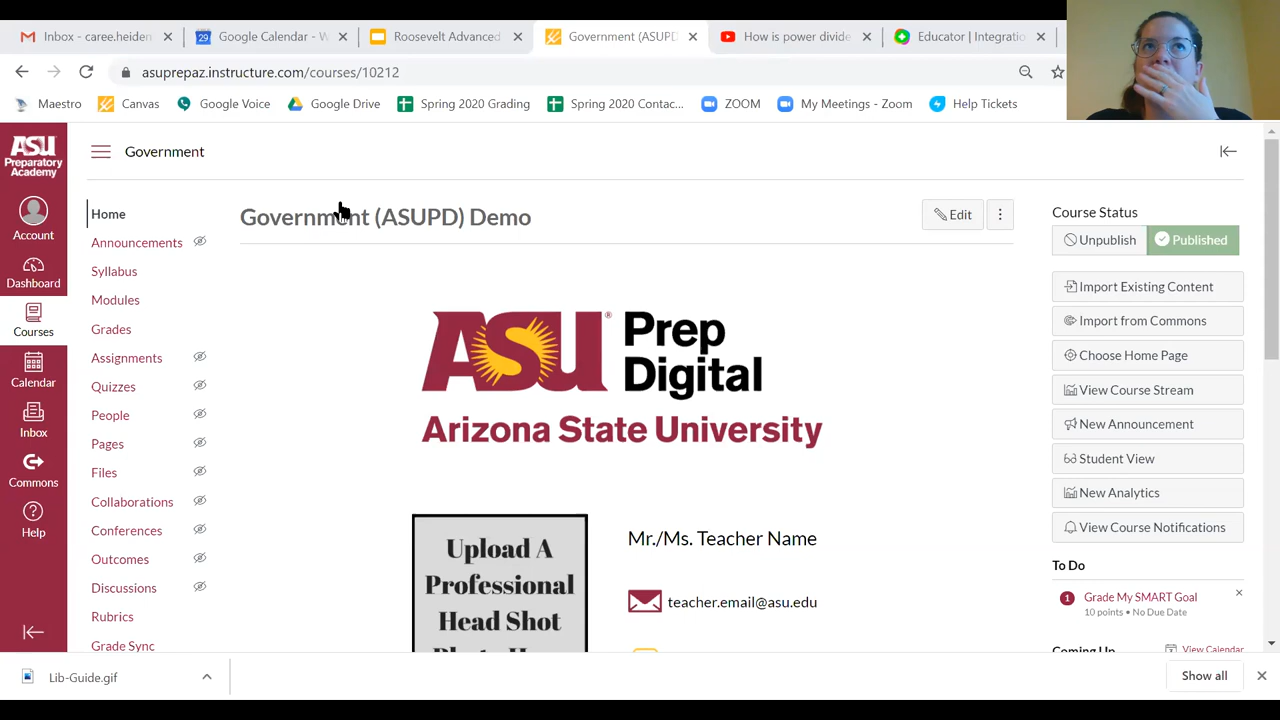 Inbox - caree.heiden
Google Calendar - W
Roosevelt Advanced
Government (ASUPD
How is power divide
Educator | Integratio
asuprepaz.instructure.com/courses/10212
Maestro
Canvas
Google Voice
Google Drive
Spring 2020 Grading
Spring 2020 Contac...
ZOOM
My Meetings - Zoom
Help Tickets
ASU
Preparatory
Academy
Account
Dashboard
Courses
Calendar
29
Inbox
Commons
Help
Government
Home
Announcements
Syllabus
Modules
Grades
Assignments
Quizzes
People
Pages
Files
Collaborations
Conferences
Outcomes
Discussions
Rubrics
Grade Sync
Government (ASUPD) Demo
Edit
ASU® Prep
Digital
Arizona State University
Upload A
Professional
Head Shot
Mr./Ms. Teacher Name
teacher.email@asu.edu
Course Status
Unpublish
Published
Import Existing Content
Import from Commons
Choose Home Page
View Course Stream
New Announcement
Student View
New Analytics
View Course Notifications
To Do
1 Grade My SMART Goal
10 points • No Due Date
Coming Up
View Calendar
Lib-Guide.gif
Show all